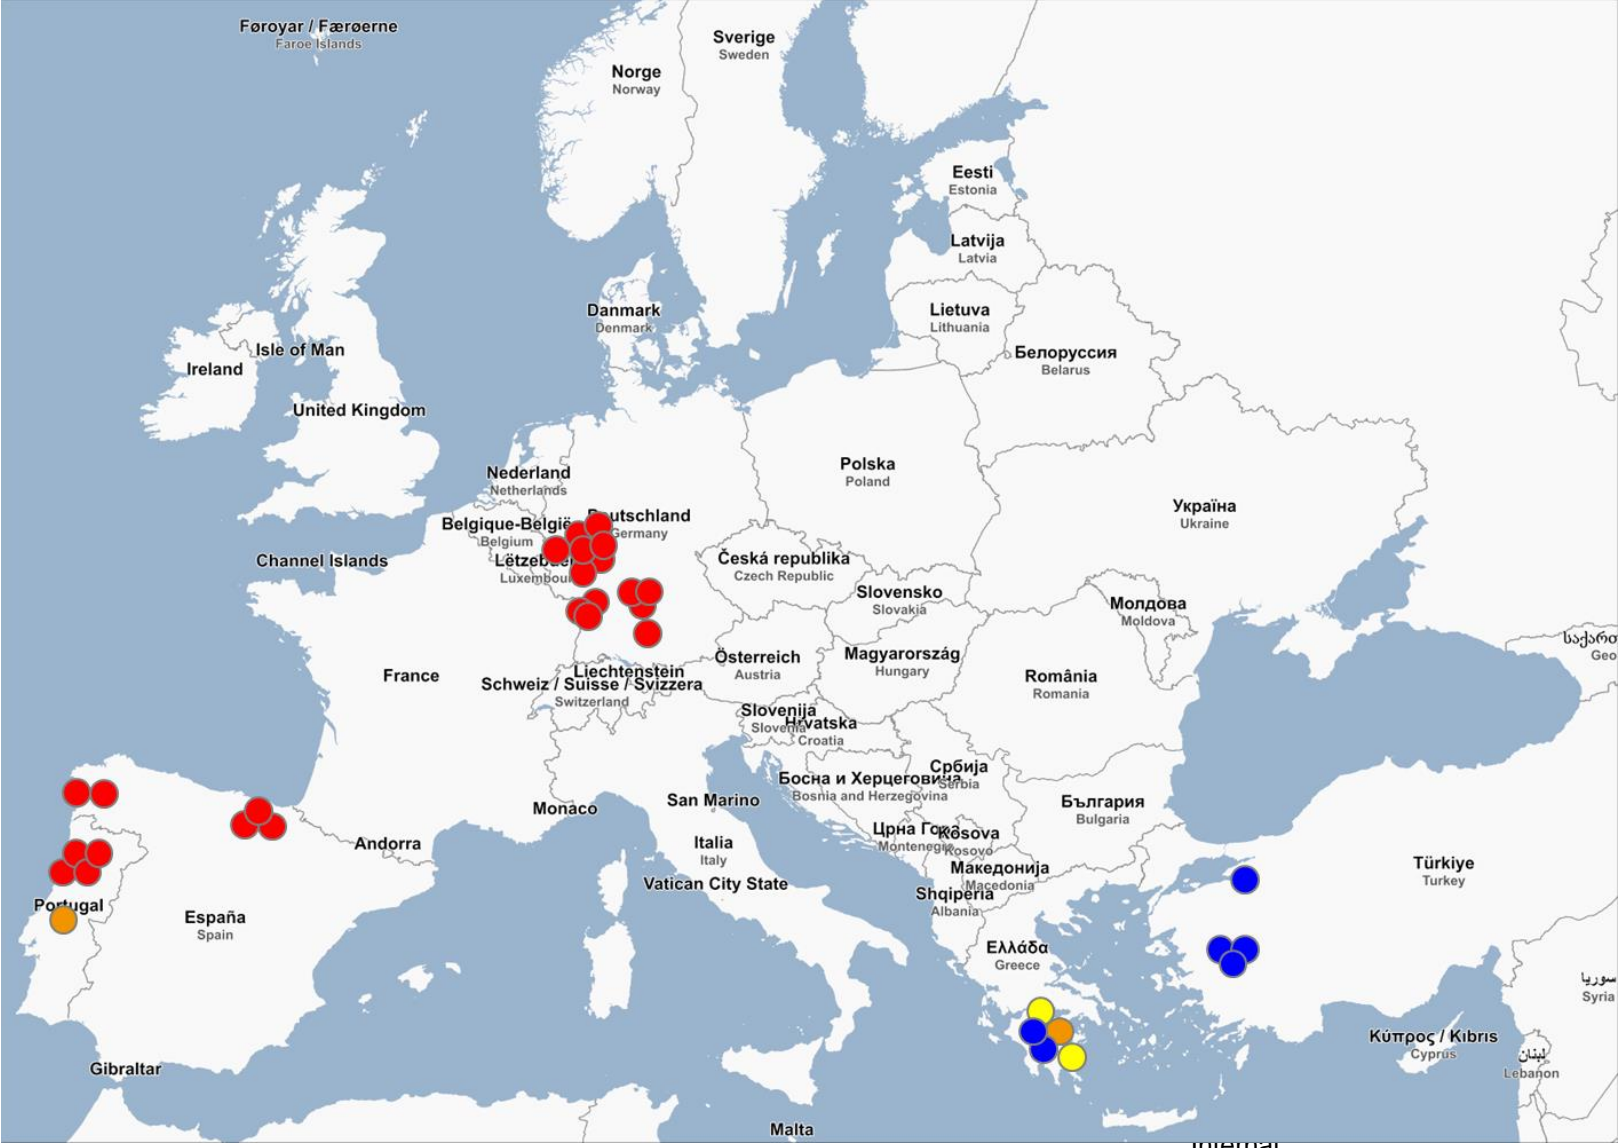 Føroyar / Færøerne
Faroe Islands
Sverige
Sweden
Norge
Norway
Eesti
Estonia
Latvija
Latvia
Danmark
Denmark
Lietuva
Lithuania
Isle of Man
Ireland
Белоруссия
Belarus
United Kingdom
Polska
Poland
Nederland
Netherlands
Україна
Ukraine
Belgique-België
Belgium
Germany
Channel Islands
Česká republika
Czech Republic
Slovensko
Slovakia
Молдова
Moldova
Österreich
Austria
Magyarország
Hungary
France
Liechtenstein
Schweiz / Suisse / Svizzera
Switzerland
România
Romania
Slovenija
Slovenia
Hrvatska
Croatia
Србија
Serbia
Босна и Херцеговина
Bosnia and Herzegovina
Monaco
San Marino
България
Bulgaria
Црна Гора
Montenegro
Kosova
Kosovo
Andorra
Italia
Italy
Македонија
Macedonia
Türkiye
Turkey
Vatican City State
Shqipëria
Albania
Portugal
España
Spain
Ελλάδα
Greece
سوريا
Syria
Κύπρος / Kıbrıs
Cyprus
لبنان
Lebanon
Gibraltar
Malta